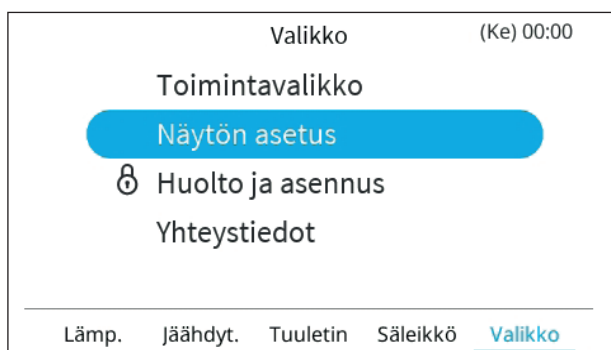 Valikko (Ke) 00:00
Toimintavalikko
Näytön asetus
Huolto ja asennus
Yhteystiedot
Lämp. Jäähdyt. Tuuletin Säleikkö Valikko